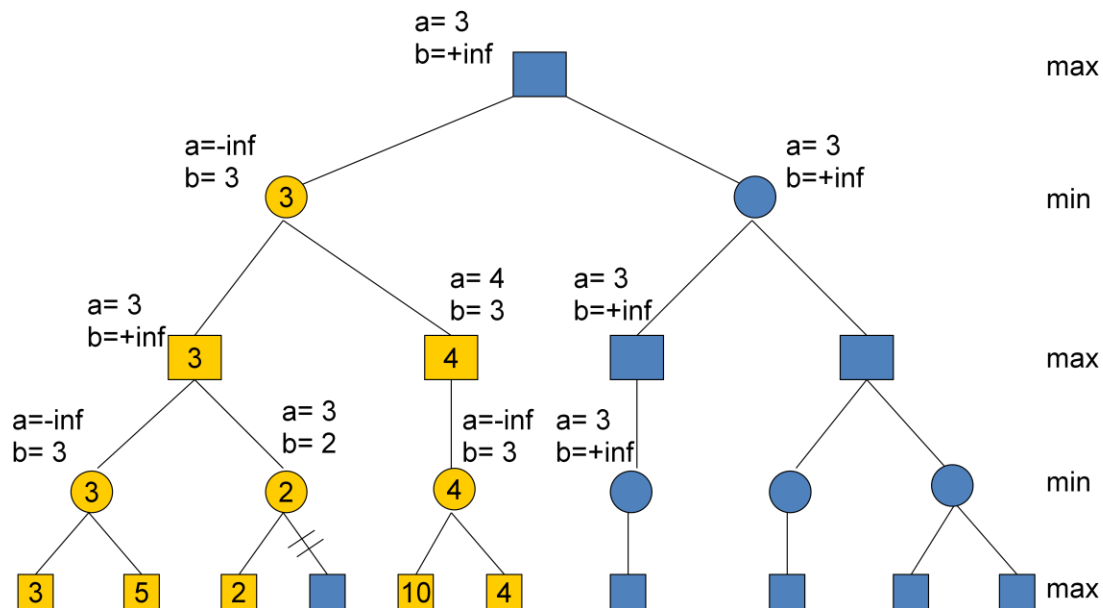 a= 3
b=+inf
max
a=-inf
b= 3
3
a= 3
b=+inf
min
a= 3
b=+inf
3
a= 4
b= 3
4
a= 3
b=+inf
max
a=-inf
b= 3
3
a= 3
b= 2
2
a=-inf
b= 3
4
a= 3
b=+inf
min
3
5
2
10
4
max